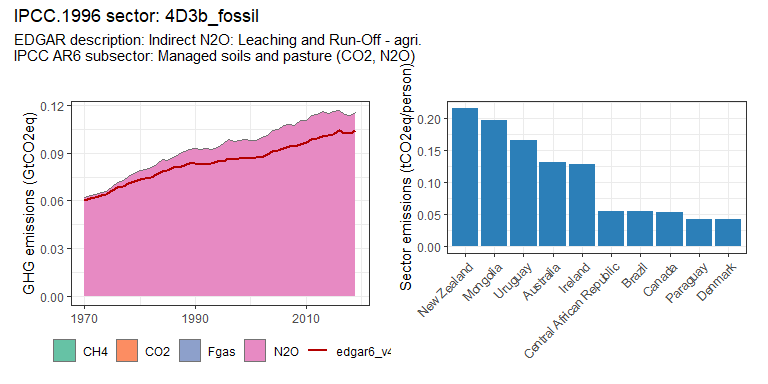 IPCC.1996 sector: 4D3b_fossil
EDGAR description: Indirect N2O: Leaching and Run-Off - agri.
IPCC AR6 subsector: Managed soils and pasture (CO2, N2O)
GHG emissions (GtCO2eq)
0.12
0.09
0.06
0.03
0.00
1970
1990
2010
CH4
CO2
Fgas
N2O
edgar6_v4
Sector emissions (tCO2eq/person)
0.20
0.15
0.10
0.05
0.00
New Zealand
Mongolia
Uruguay
Australia
Ireland
Central African Republic
Brazil
Canada
Paraguay
Denmark